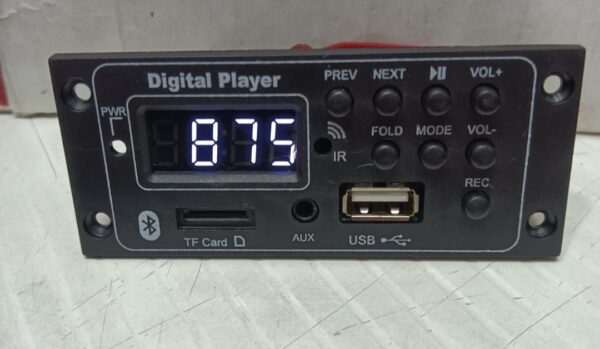 Digital Player
PREV NEXT VOL+
PWR
875
IR
FOLD MODE VOL-
REC.
TF Card
AUX
USB